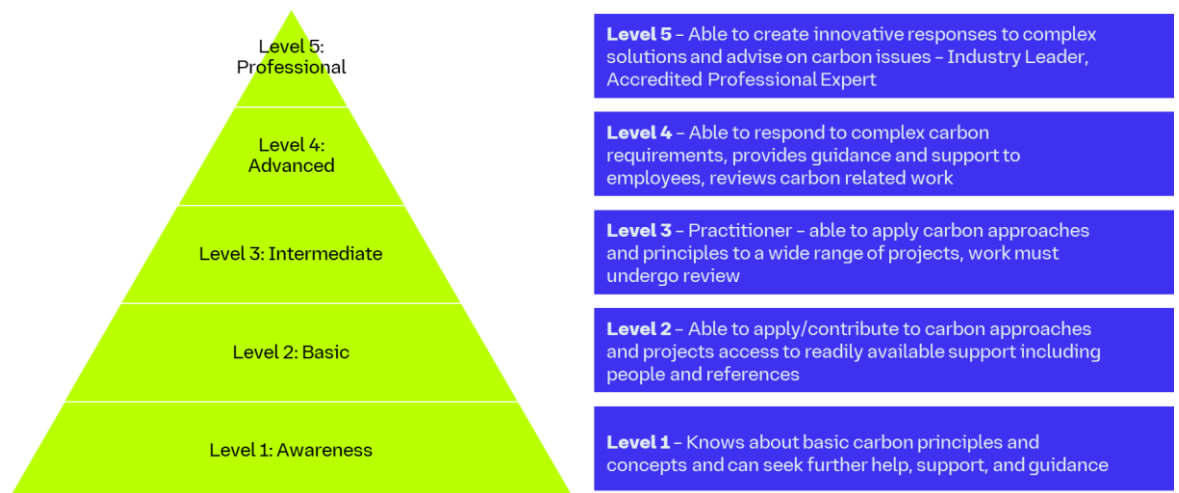 Level 5:
Professional
Level 4:
Advanced
Level 3: Intermediate
Level 2: Basic
Level 1: Awareness
Level 5 – Able to create innovative responses to complex
solutions and advise on carbon issues – Industry Leader,
Accredited Professional Expert
Level 4 – Able to respond to complex carbon
requirements, provides guidance and support to
employees, reviews carbon related work
Level 3 – Practitioner – able to apply carbon approaches
and principles to a wide range of projects, work must
undergo review
Level 2 – Able to apply/contribute to carbon approaches
and projects access to readily available support including
people and references
Level 1 – Knows about basic carbon principles and
concepts and can seek further help, support, and guidance